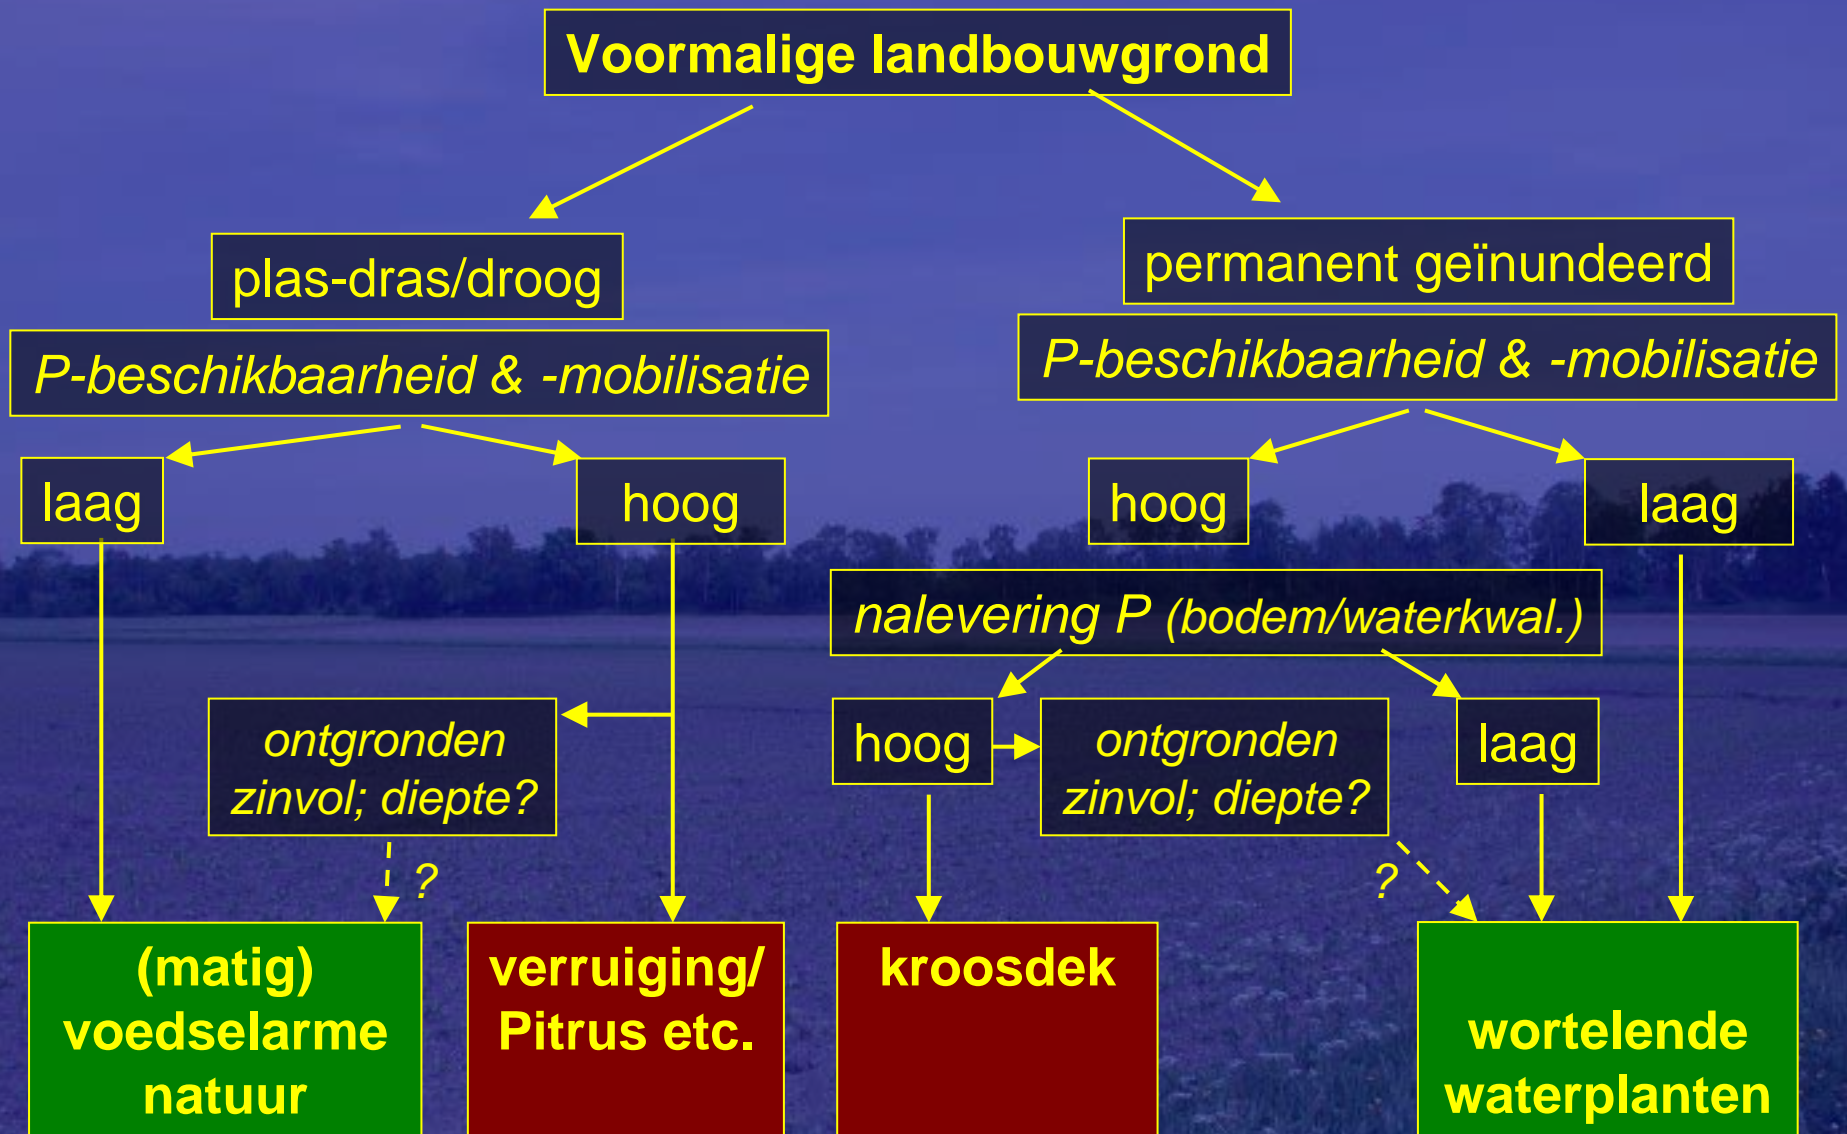 Voormalige landbouwgrond
plas-dras/droog
permanent geïnundeerd
P-beschikbaarheid & -mobilisatie
P-beschikbaarheid & -mobilisatie
laag
hoog
hoog
laag
nalevering P (bodem/waterkwal.)
ontgronden
zinvol; diepte?
hoog
ontgronden
zinvol; diepte?
laag
?
?
(matig)
voedselarme
natuur
verruiging/
Pitrus etc.
kroosdek
wortelende
waterplanten